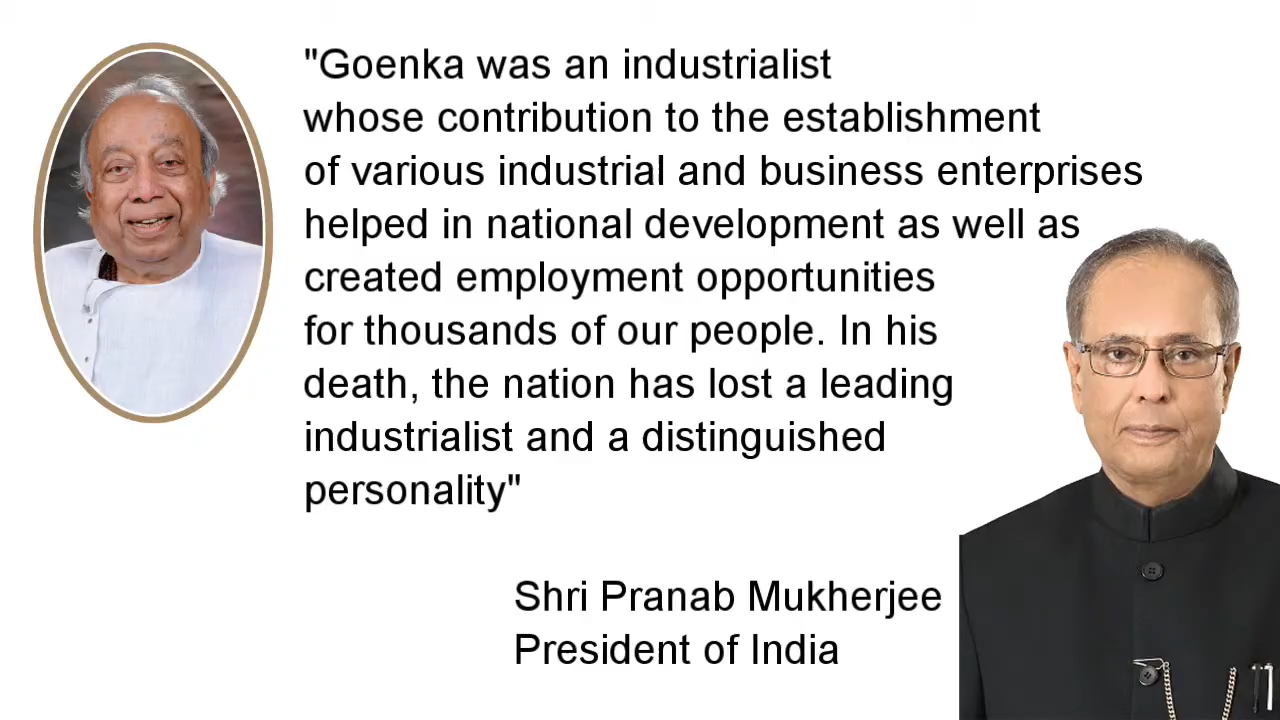 "Goenka was an industrialist
whose contribution to the establishment
of various industrial and business enterprises
helped in national development as well as
created employment opportunities
for thousands of our people. In his
death, the nation has lost a leading
industrialist and a distinguished
personality"
Shri Pranab Mukherjee
President of India